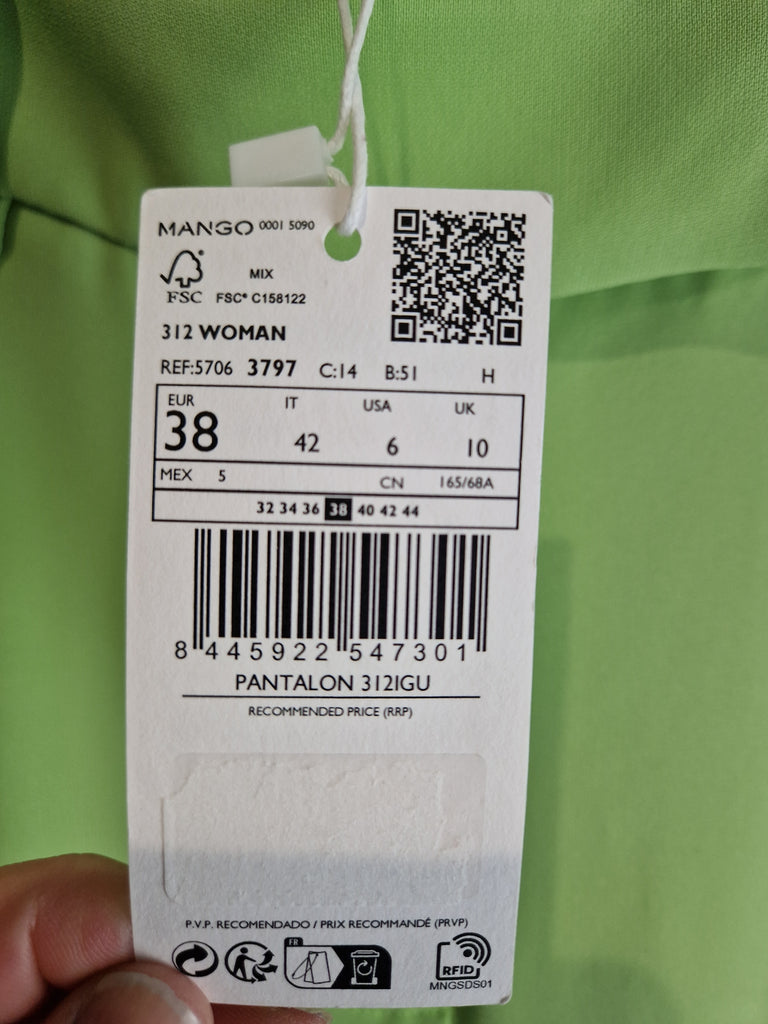 MANGO 0001 5090
MIX
FSC FSC® C158122
312 WOMAN
REF:5706 3797 C:14 B:51 H
EUR IT USA UK
38 42 6 10
MEX 5 CN 165/68A
32 34 36 38 40 42 44
8 445922 547301
PANTALON 312IGU
RECOMMENDED PRICE (RRP)
P.V.P. RECOMENDADO / PRIX RECOMMANDÉ (PRVP)
FR
RFID
MNGSDS01